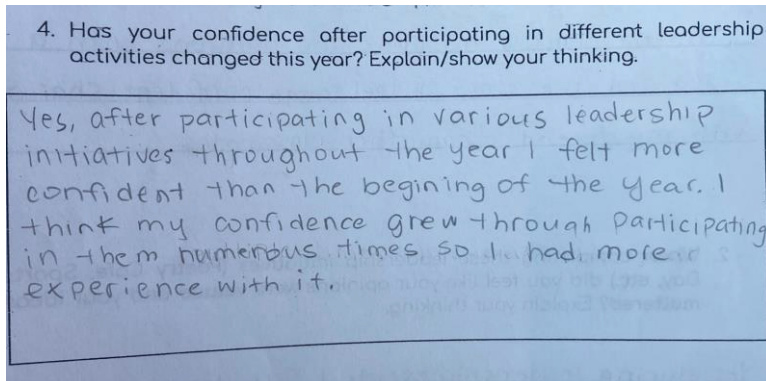 4. Has your confidence after participating in different leadership
activities changed this year? Explain/show your thinking.
Yes, after participating in various leadership
initiatives throughout the year I felt more
confident than the begining of the year. I
think my confidence grew through participating
in them numerous times so I had more
experience with it.